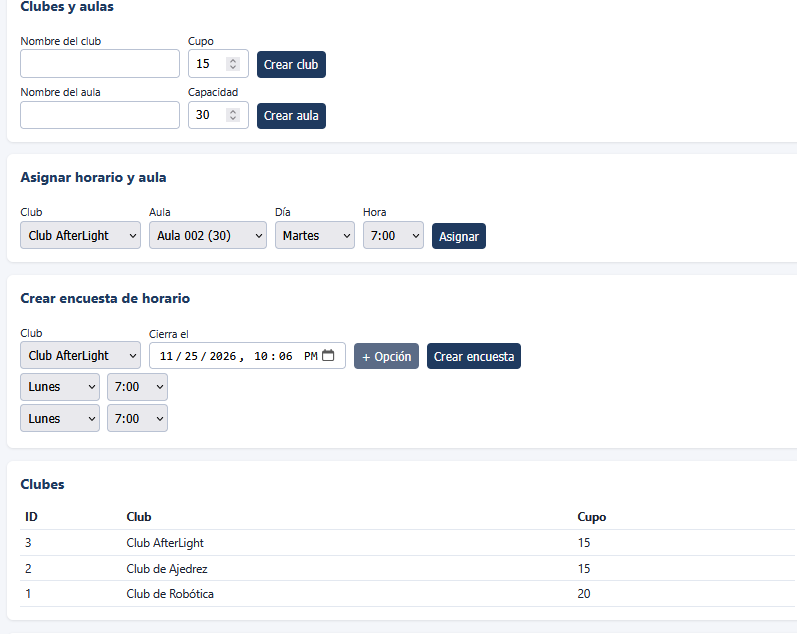 Clubes y aulas
Nombre del club Cupo
15 Crear club
Nombre del aula Capacidad
30 Crear aula
Asignar horario y aula
Club Aula Día Hora
Club AfterLight Aula 002 (30) Martes 7:00 Asignar
Crear encuesta de horario
Club Cierra el
Club AfterLight 11/25/2026, 10:06 PM + Opción Crear encuesta
Lunes 7:00
Lunes 7:00
Clubes
ID Club Cupo
3 Club AfterLight 15
2 Club de Ajedrez 15
1 Club de Robótica 20